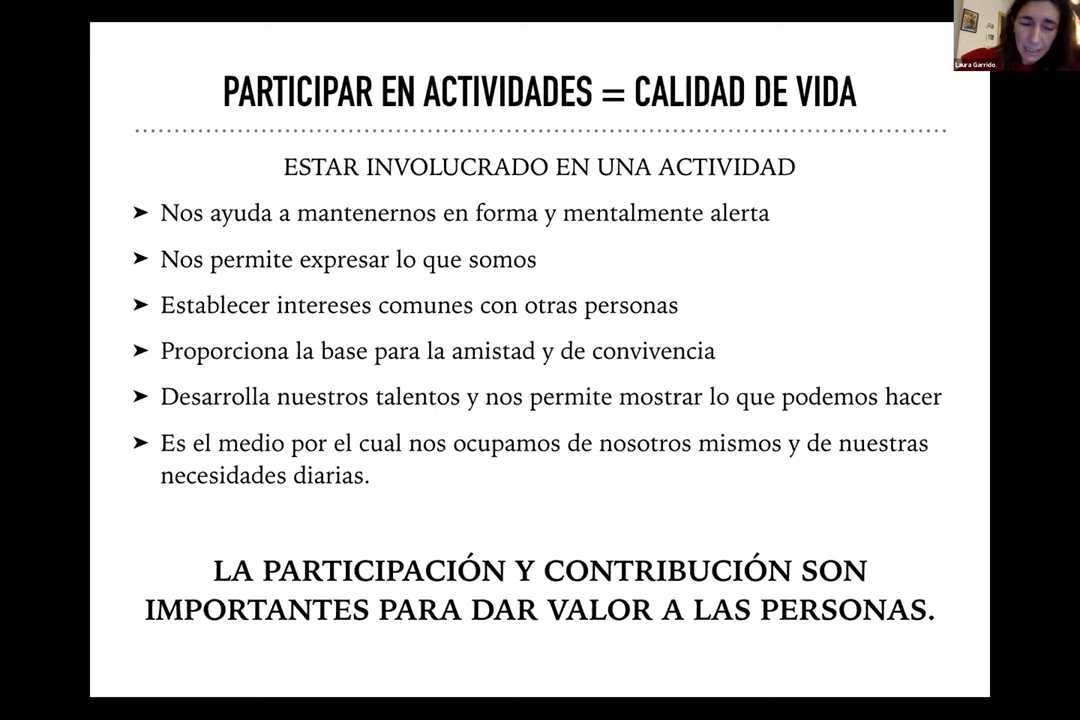 PARTICIPAR EN ACTIVIDADES = CALIDAD DE VIDA
ESTAR INVOLUCRADO EN UNA ACTIVIDAD
➤ Nos ayuda a mantenernos en forma y mentalmente alerta
➤ Nos permite expresar lo que somos
➤ Establecer intereses comunes con otras personas
➤ Proporciona la base para la amistad y de convivencia
➤ Desarrolla nuestros talentos y nos permite mostrar lo que podemos hacer
➤ Es el medio por el cual nos ocupamos de nosotros mismos y de nuestras
necesidades diarias.
LA PARTICIPACIÓN Y CONTRIBUCIÓN SON
IMPORTANTES PARA DAR VALOR A LAS PERSONAS.
Laura Garrido